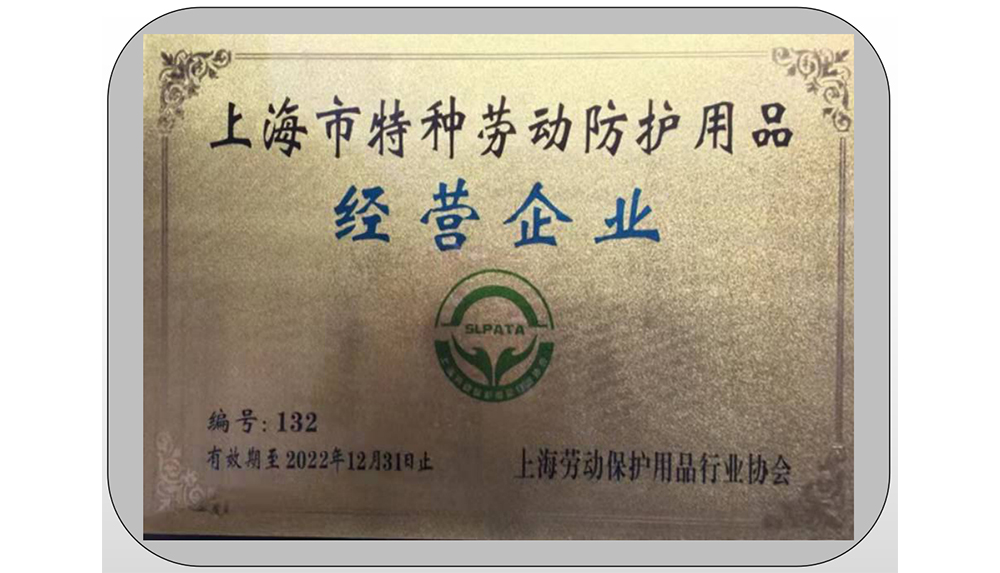 上海市特种劳动防护用品
经营企业
SLPATA
编号：132
有效期至2022年12月31日止
上海劳动保护用品行业协会